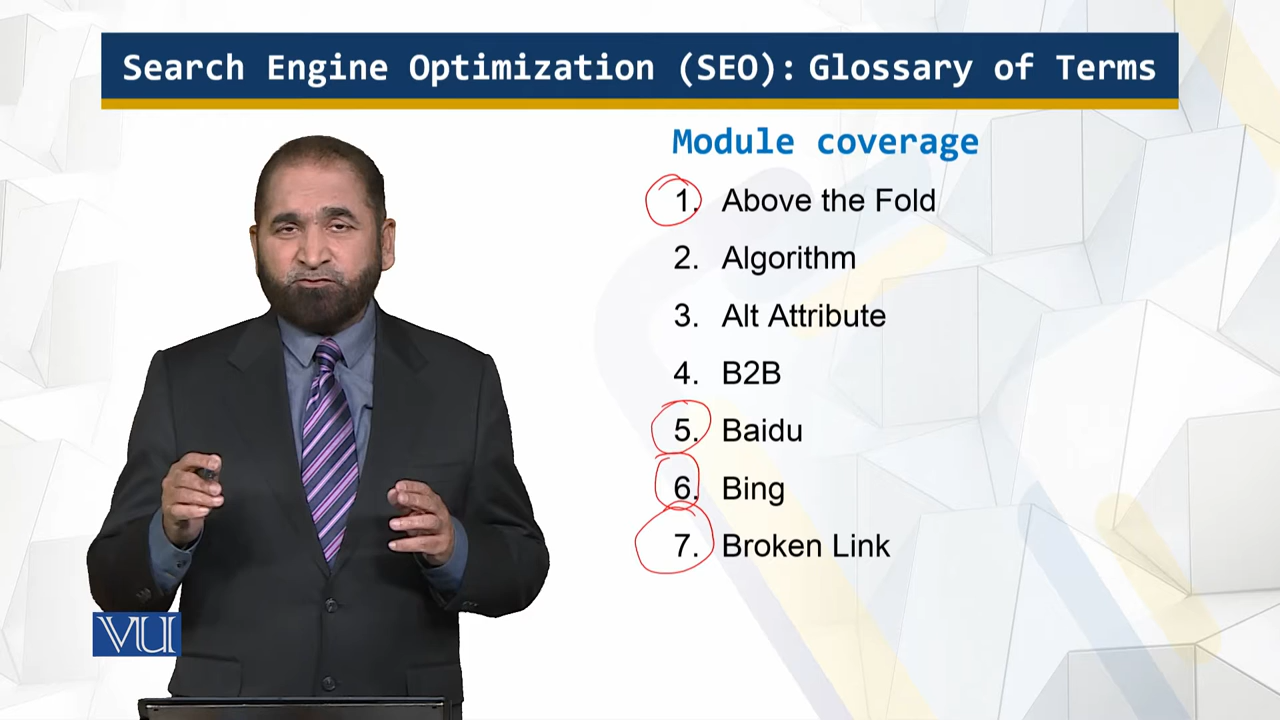 Search Engine Optimization (SEO): Glossary of Terms
Module coverage
1. Above the Fold
2. Algorithm
3. Alt Attribute
4. B2B
5. Baidu
6. Bing
7. Broken Link
VU